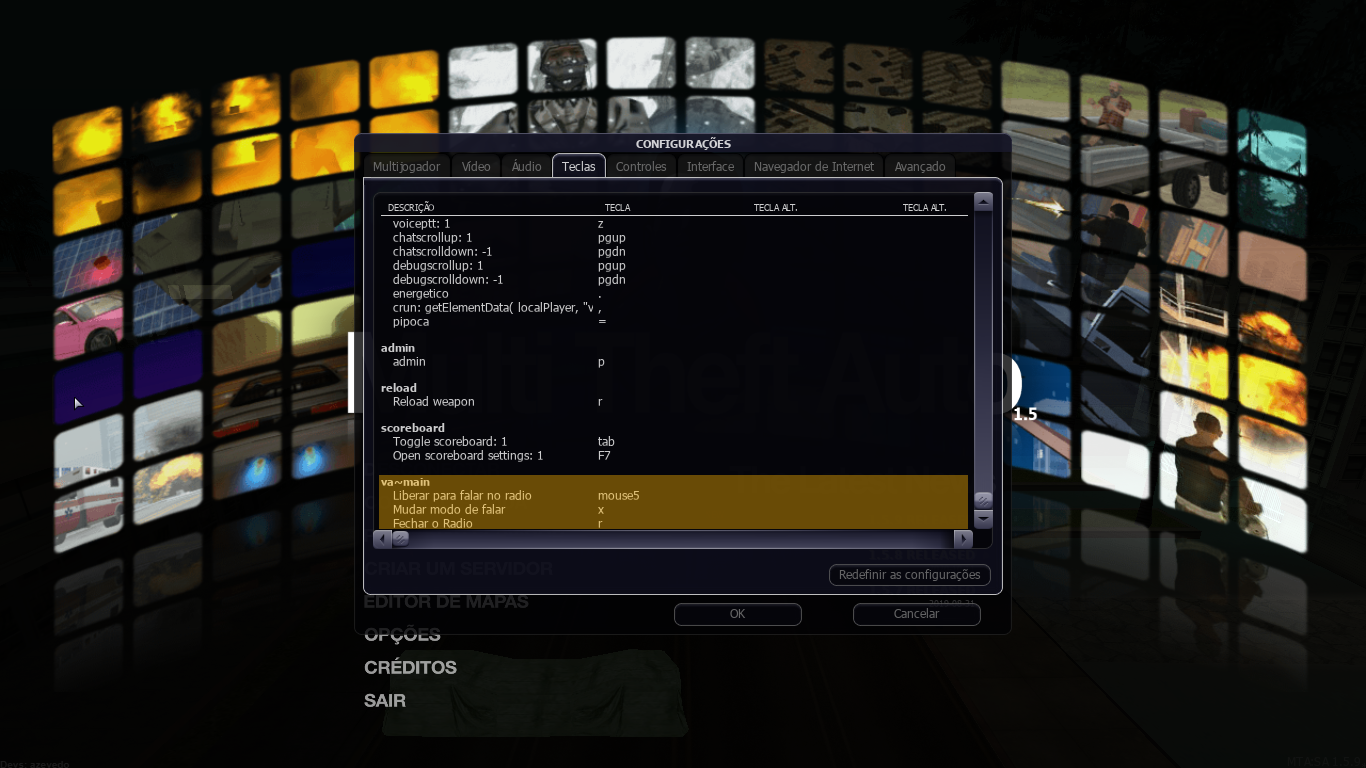 CONFIGURAÇÕES
Multijogador Vídeo Áudio Teclas Controles Interface Navegador de Internet Avançado
DESCRIÇÃO TECLA TECLA ALT. TECLA ALT.
voiceptt: 1 z
chatscrollup: 1 pgup
chatscrolldown: -1 pgdn
debugscrollup: 1 pgup
debugscrolldown: -1 pgdn
energetico .
crun: getElementData( localPlayer, "v ,
pipoca =
admin
admin p
reload
Reload weapon r
scoreboard
Toggle scoreboard: 1 tab
Open scoreboard settings: 1 F7
va~main
Liberar para falar no radio mouse5
Mudar modo de falar x
Fechar o Radio r
1.5
CRIAR UM SERVIDOR
Redefinir as configurações
EDITOR DE MAPAS
OK Cancelar
OPÇÕES
CRÉDITOS
SAIR
Devs: azevedo